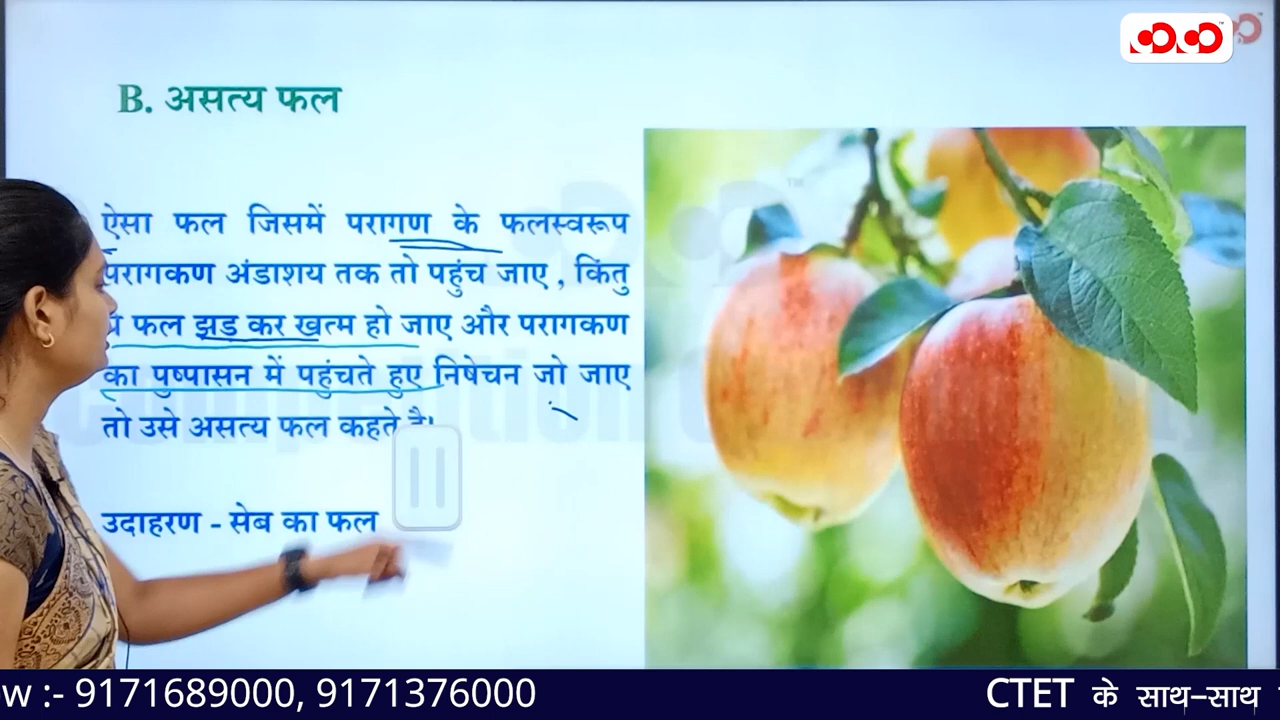 B. असत्य फल
ऐसा फल जिसमें परागण के फलस्वरूप
परागकण अंडाशय तक तो पहुंच जाए , किंतु
फल झड कर खत्म हो जाए और परागकण
का पुष्पासन में पहुंचते हुए निषेचन जो जाए
तो उसे असत्य फल कहते है।
उदाहरण - सेब का फल
w :- 9171689000, 9171376000
CTET के साथ-साथ